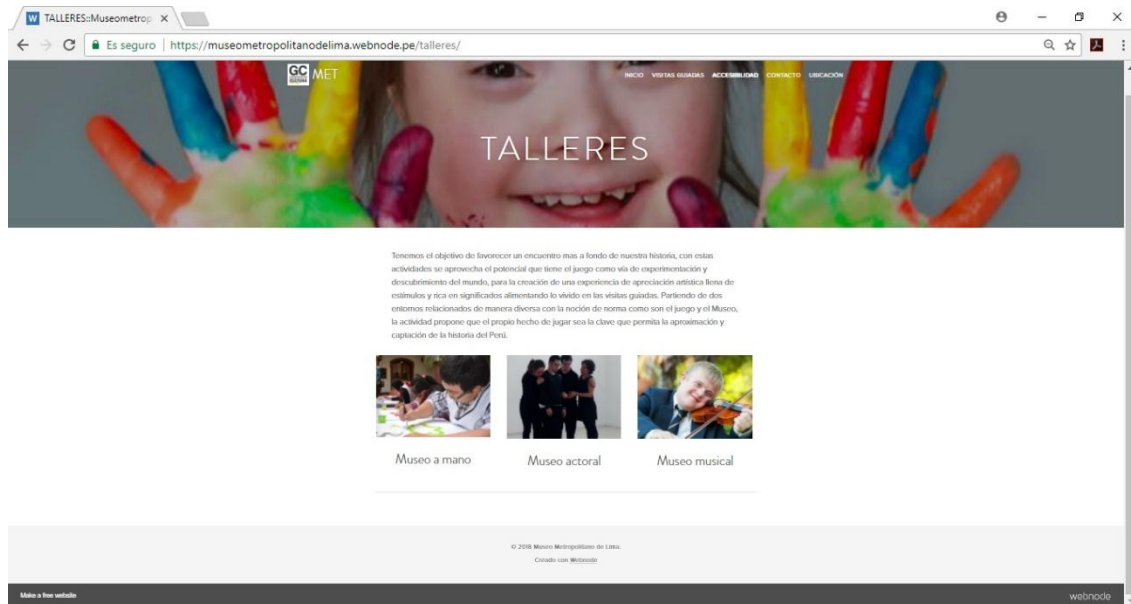 TALLERES::Museometrop
Es seguro | https://museometropolitanodelima.webnode.pe/talleres/
GC MET
INICIO VISITAS GUIADAS ACCESIBILIDAD CONTACTO UBICACIÓN
TALLERES
Tenemos el objetivo de favorecer un encuentro mas a fondo de nuestra historia, con estas
actividades se aprovecha el potencial que tiene el juego como vía de experimentación y
descubrimiento del mundo, para la creación de una experiencia de apreciación artística llena de
estímulos y rica en significados alimentando lo vivido en las visitas guiadas. Partiendo de dos
entornos relacionados de manera diversa con la noción de norma como son el juego y el Museo,
la actividad propone que el propio hecho de jugar sea la clave que permita la aproximación y
captación de la historia del Perú.
Museo a mano
Museo actoral
Museo musical
© 2018 Museo Metropolitano de Lima.
Creado con Webnode
Make a free website
webnode